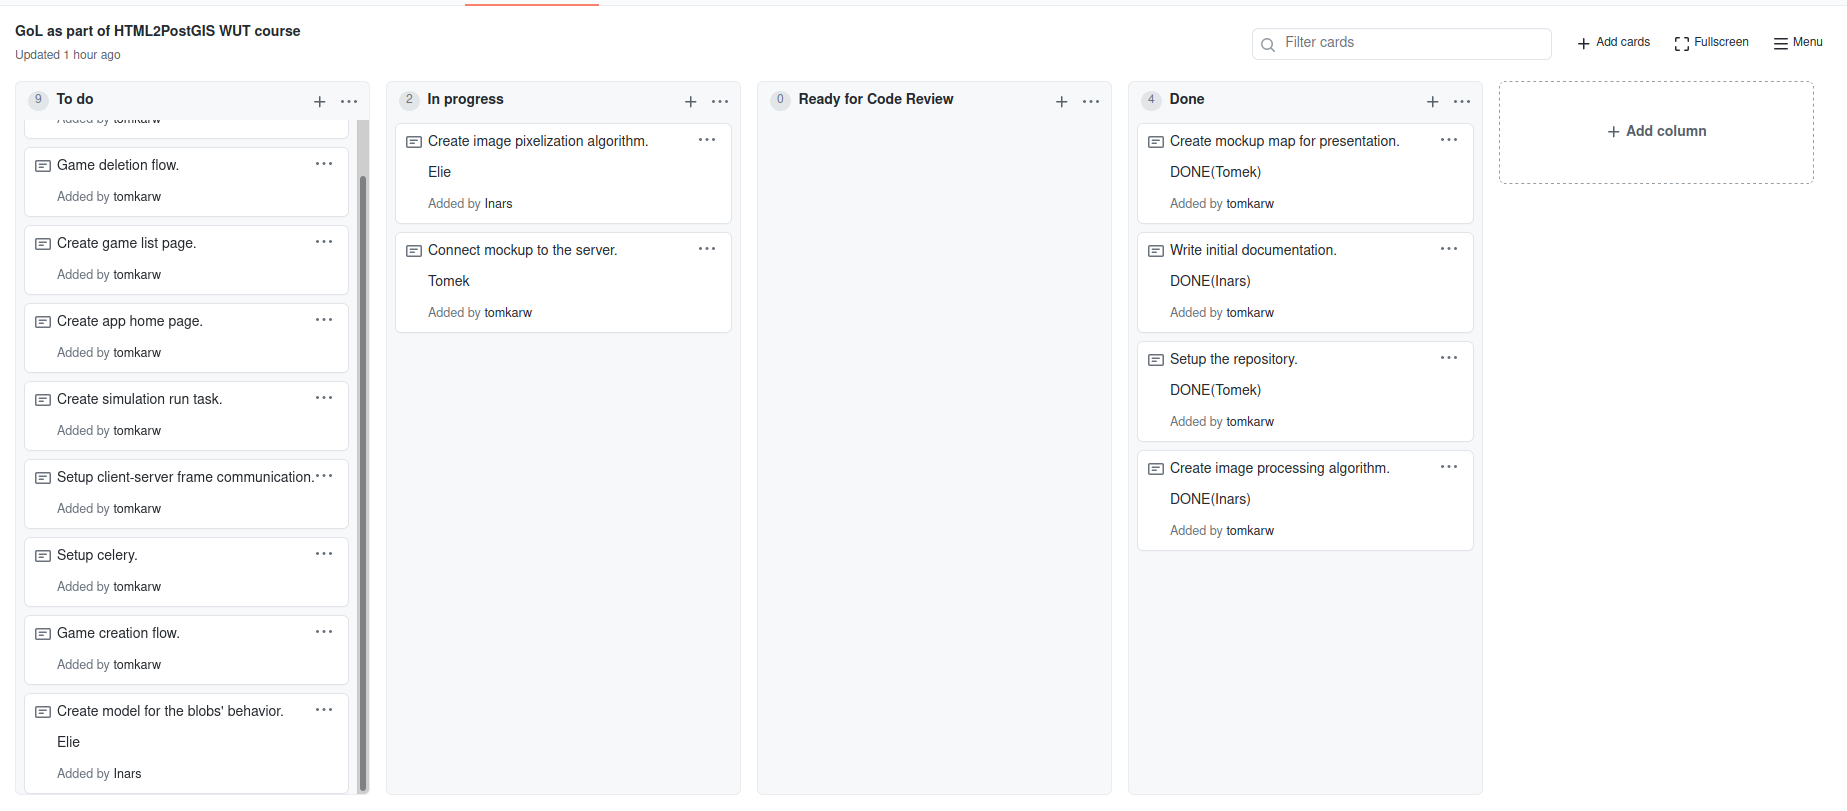 GoL as part of HTML2PostGIS WUT course
Updated 1 hour ago
Filter cards
Add cards
Fullscreen
Menu
9 To do
Added by tomkarw
Game deletion flow.
Added by tomkarw
Create game list page.
Added by tomkarw
Create app home page.
Added by tomkarw
Create simulation run task.
Added by tomkarw
Setup client-server frame communication.
Added by tomkarw
Setup celery.
Added by tomkarw
Game creation flow.
Added by tomkarw
Create model for the blobs' behavior.
Elie
Added by Inars
2 In progress
Create image pixelization algorithm.
Elie
Added by Inars
Connect mockup to the server.
Tomek
Added by tomkarw
0 Ready for Code Review
4 Done
Create mockup map for presentation.
DONE(Tomek)
Added by tomkarw
Write initial documentation.
DONE(Inars)
Added by tomkarw
Setup the repository.
DONE(Tomek)
Added by tomkarw
Create image processing algorithm.
DONE(Inars)
Added by tomkarw
Add column